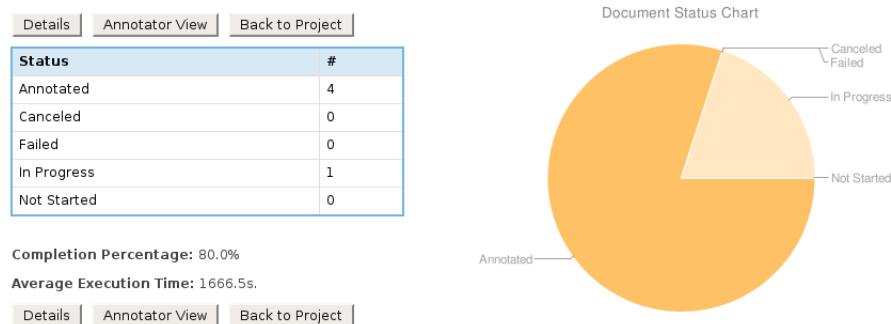 Details Annotator View Back to Project
Status #
Annotated 4
Canceled 0
Failed 0
In Progress 1
Not Started 0
Completion Percentage: 80.0%
Average Execution Time: 1666.5s.
Details Annotator View Back to Project
Document Status Chart
Canceled
Failed
In Progress
Not Started
Annotated